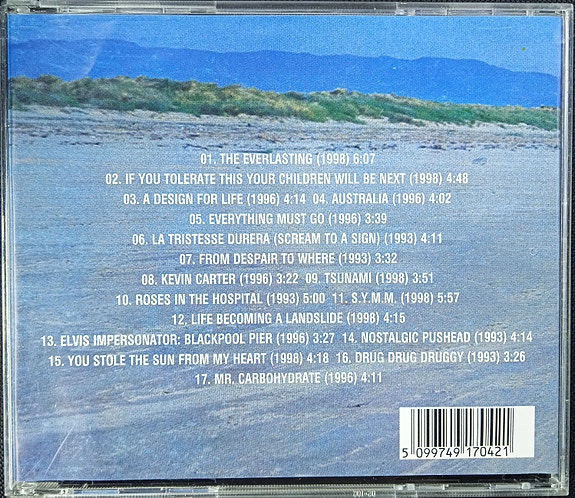 01. THE EVERLASTING (1998) 6:07
02. IF YOU TOLERATE THIS YOUR CHILDREN WILL BE NEXT (1998) 4:48
03. A DESIGN FOR LIFE (1996) 4:14 04. AUSTRALIA (1996) 4:02
05. EVERYTHING MUST GO (1996) 3:39
06. LA TRISTESSE DURERA (SCREAM TO A SIGN) (1993) 4:11
07. FROM DESPAIR TO WHERE (1993) 3:32
08. KEVIN CARTER (1996) 3:22 09. TSUNAMI (1998) 3:51
10. ROSES IN THE HOSPITAL (1993) 5:00 11. S.Y.M.M. (1998) 5:57
12. LIFE BECOMING A LANDSLIDE (1998) 4:15
13. ELVIS IMPERSONATOR: BLACKPOOL PIER (1996) 3:27 14. NOSTALGIC PUSHEAD (1993) 4:14
15. YOU STOLE THE SUN FROM MY HEART (1998) 4:18 16. DRUG DRUG DRUGGY (1993) 3:26
17. MR. CARBOHYDRATE (1996) 4:11
5 099749 170421